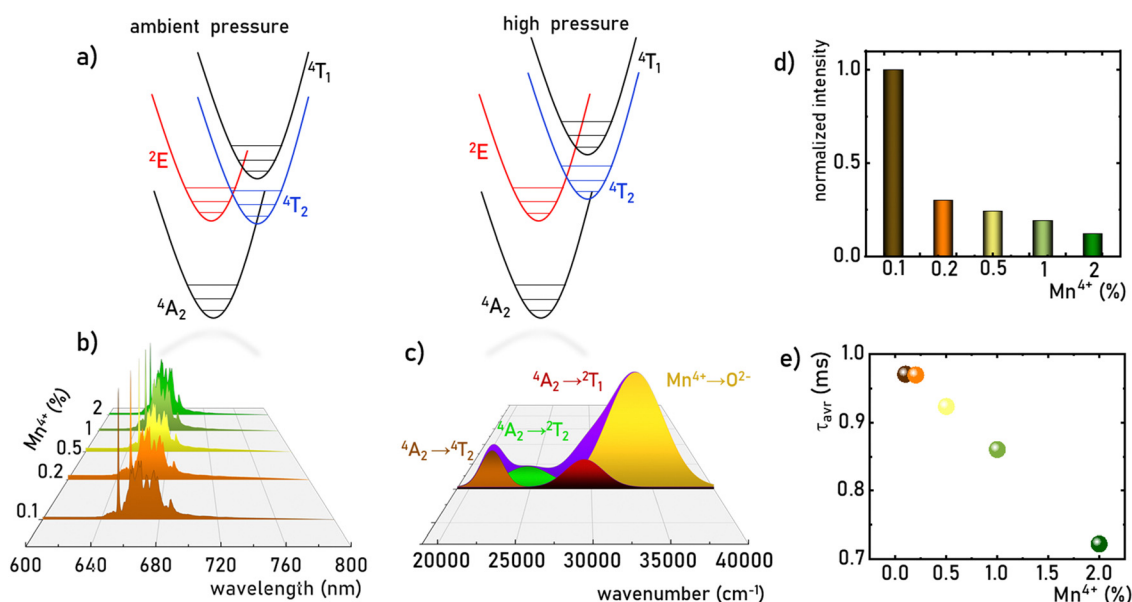 ambient pressure
high pressure
a)
⁴T₁
²E
⁴T₂
⁴A₂
⁴T₁
²E
⁴T₂
⁴A₂
b)
Mn⁴⁺ (%)
2
1
0.5
0.2
0.1
600 640 680 720 760 800
wavelength (nm)
c)
⁴A₂→²T₁
Mn⁴⁺→O²⁻
⁴A₂→²T₂
⁴A₂→⁴T₂
20000 25000 30000 35000 40000
wavenumber (cm⁻¹)
d)
normalized intensity
1.0
0.5
0.0
0.1 0.2 0.5 1 2
Mn⁴⁺ (%)
e)
τavr (ms)
1.0
0.9
0.8
0.7
0.0 0.5 1.0 1.5 2.0
Mn⁴⁺ (%)